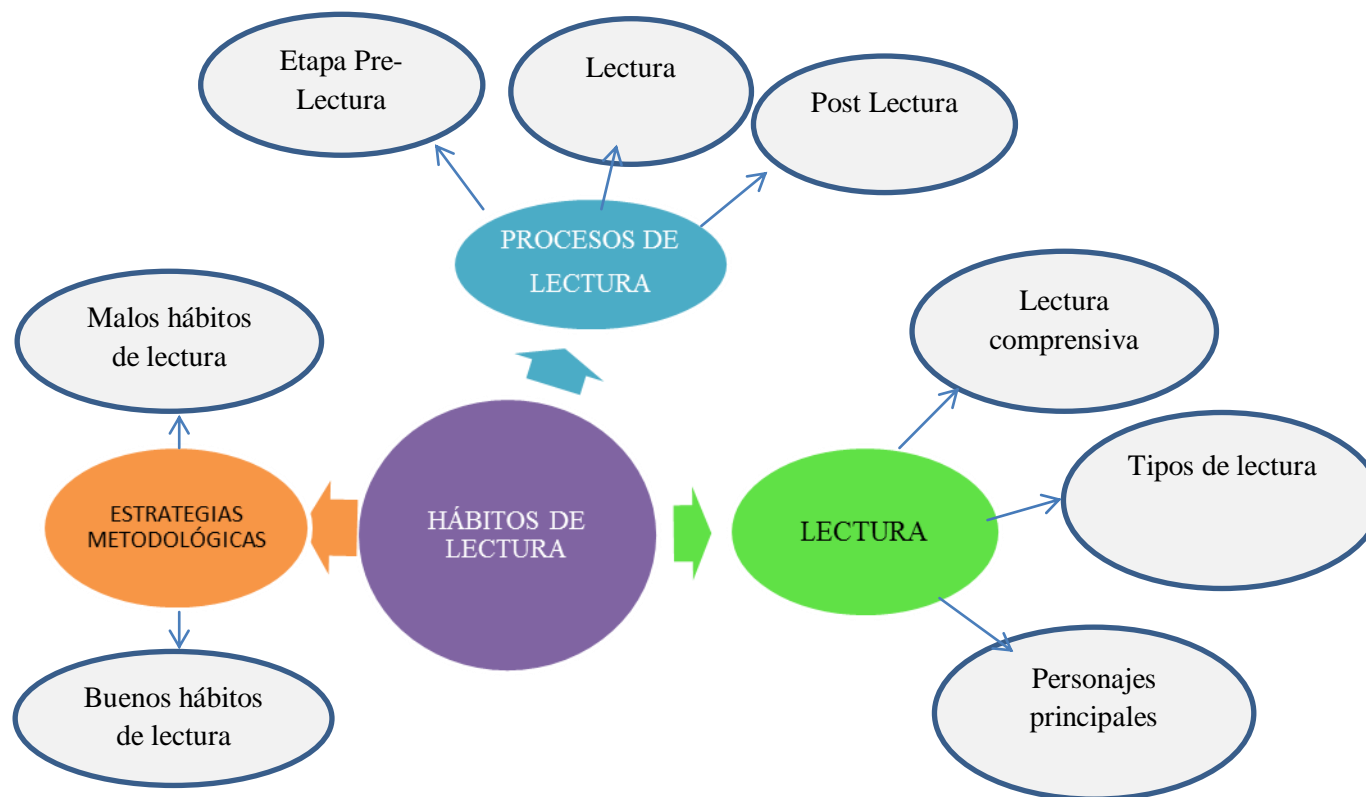 Etapa Pre-
Lectura
Lectura
Post Lectura
PROCESOS DE
LECTURA
Malos hábitos
de lectura
Lectura
comprensiva
Tipos de lectura
ESTRATEGIAS
METODOLÓGICAS
HÁBITOS DE
LECTURA
LECTURA
Buenos hábitos
de lectura
Personajes
principales